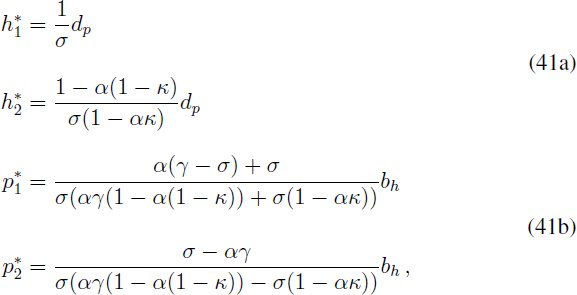 h_1^* = \frac{1}{\sigma} d_p
(41a)
h_2^* = \frac{1 - \alpha(1 - \kappa)}{\sigma(1 - \alpha\kappa)} d_p
p_1^* = \frac{\alpha(\gamma - \sigma) + \sigma}{\sigma(\alpha\gamma(1 - \alpha(1 - \kappa)) + \sigma(1 - \alpha\kappa))} b_h
(41b)
p_2^* = \frac{\sigma - \alpha\gamma}{\sigma(\alpha\gamma(1 - \alpha(1 - \kappa)) - \sigma(1 - \alpha\kappa))} b_h ,